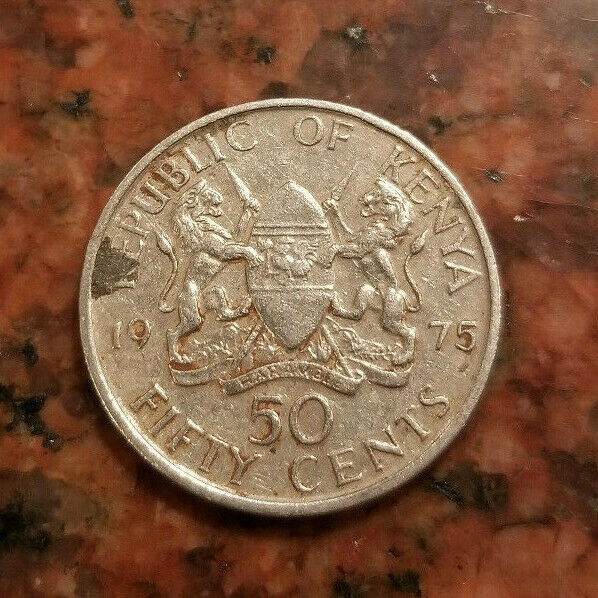 REPUBLIC OF KENYA
19 75
HARAMBEE
50
FIFTY CENTS